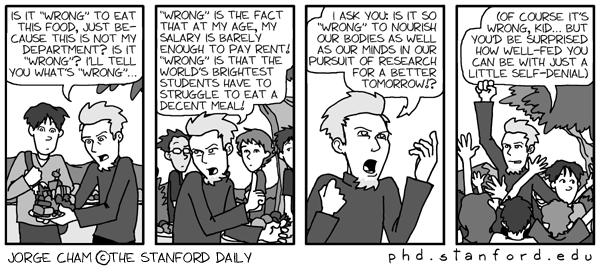 IS IT "WRONG" TO EAT
THIS FOOD, JUST BE-
CAUSE THIS IS NOT MY
DEPARTMENT? IS IT
"WRONG"? I'LL TELL
YOU WHAT'S "WRONG"...
"WRONG" IS THE FACT
THAT AT MY AGE, MY
SALARY IS BARELY
ENOUGH TO PAY RENT!
"WRONG" IS THAT THE
WORLD'S BRIGHTEST
STUDENTS HAVE TO
STRUGGLE TO EAT A
DECENT MEAL!
I ASK YOU: IS IT SO
"WRONG" TO NOURISH
OUR BODIES AS WELL
AS OUR MINDS IN OUR
PURSUIT OF RESEARCH
FOR A BETTER
TOMORROW!?
(OF COURSE IT'S
WRONG, KID... BUT
YOU'D BE SURPRISED
HOW WELL-FED YOU
CAN BE WITH JUST A
LITTLE SELF-DENIAL)
JORGE CHAM ©THE STANFORD DAILY
phd.stanford.edu